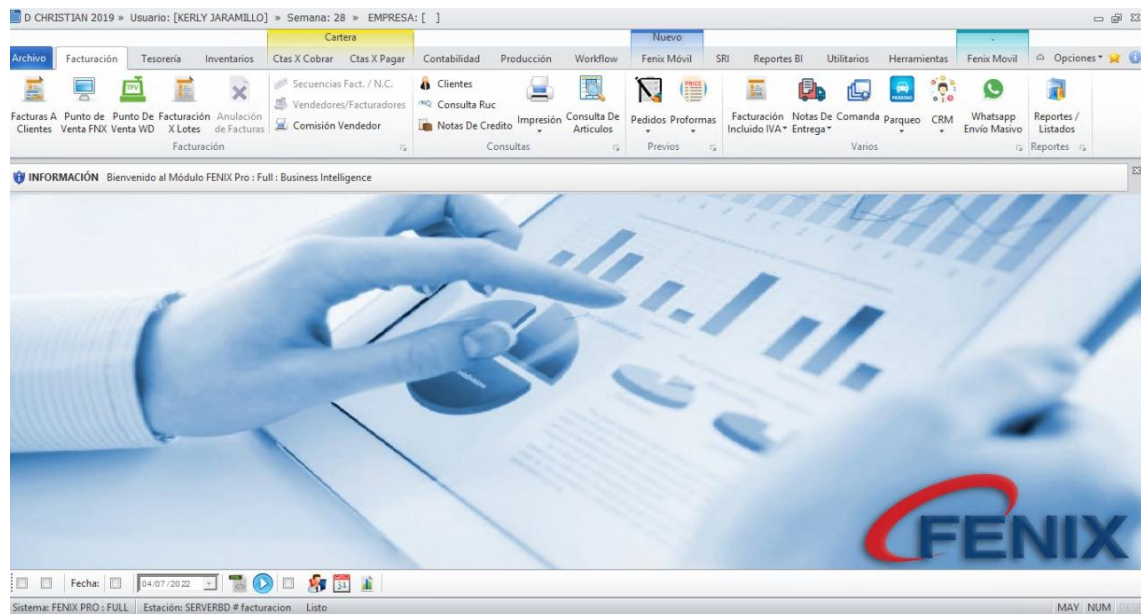 D CHRISTIAN 2019 » Usuario: [KERLY JARAMILLO] » Semana: 28 » EMPRESA: [ ]
Cartera Nuevo
Archivo Facturación Tesorería Inventarios Ctas X Cobrar Ctas X Pagar Contabilidad Producción Workflow Fenix Móvil SRI Reportes BI Utilitarios Herramientas Fenix Movil Opciones
Facturas A Clientes
Punto de Venta FNX
TPV
Punto De Venta WD
Facturación X Lotes
Anulación de Facturas
Secuencias Fact. / N.C.
Vendedores/Facturadores
Comisión Vendedor
Clientes
Consulta Ruc
Notas De Credito
Impresión
Consulta De Articulos
Pedidos
PRICE
Proformas
Facturación Incluido IVA
Notas De Entrega
Comanda
PARKING
Parqueo
CRM
Whatsapp Envío Masivo
Reportes / Listados
Facturación Consultas Previos Varios Reportes
INFORMACIÓN Bienvenido al Módulo FENIX Pro : Full : Business Intelligence
FENIX
Fecha: 04/07/2022 31
Sistema: FENIX PRO : FULL Estación: SERVERBD # facturacion Listo MAY NUM